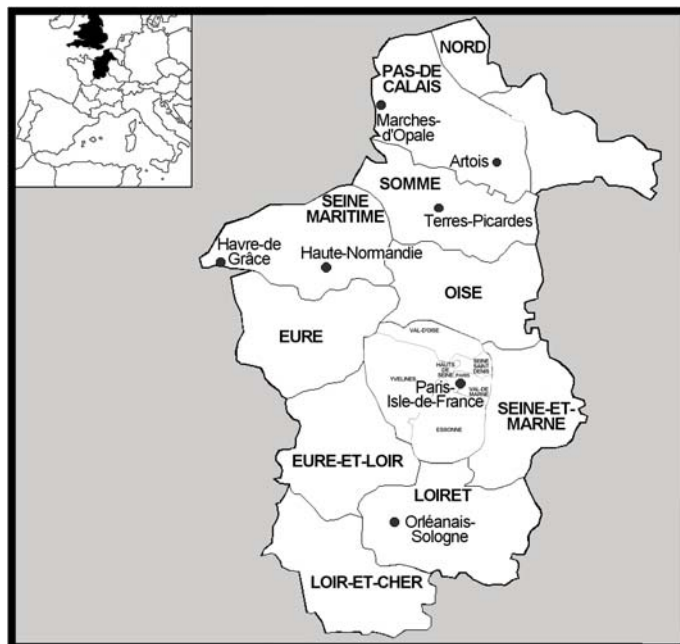 NORD
PAS-DE
CALAIS
Marches-
d'Opale
Artois
SOMME
Terres-Picardes
SEINE
MARITIME
Havre-de
Grâce
Haute-Normandie
OISE
EURE
VAL-D'OISE
HAUTS
DE
SEINE
PARIS
SEINE
SAINT
DENIS
YVELINES
VAL-DE
MARNE
Paris-
Isle-de-France
ESSONNE
SEINE-ET-
MARNE
EURE-ET-LOIR
LOIRET
Orléanais-
Sologne
LOIR-ET-CHER